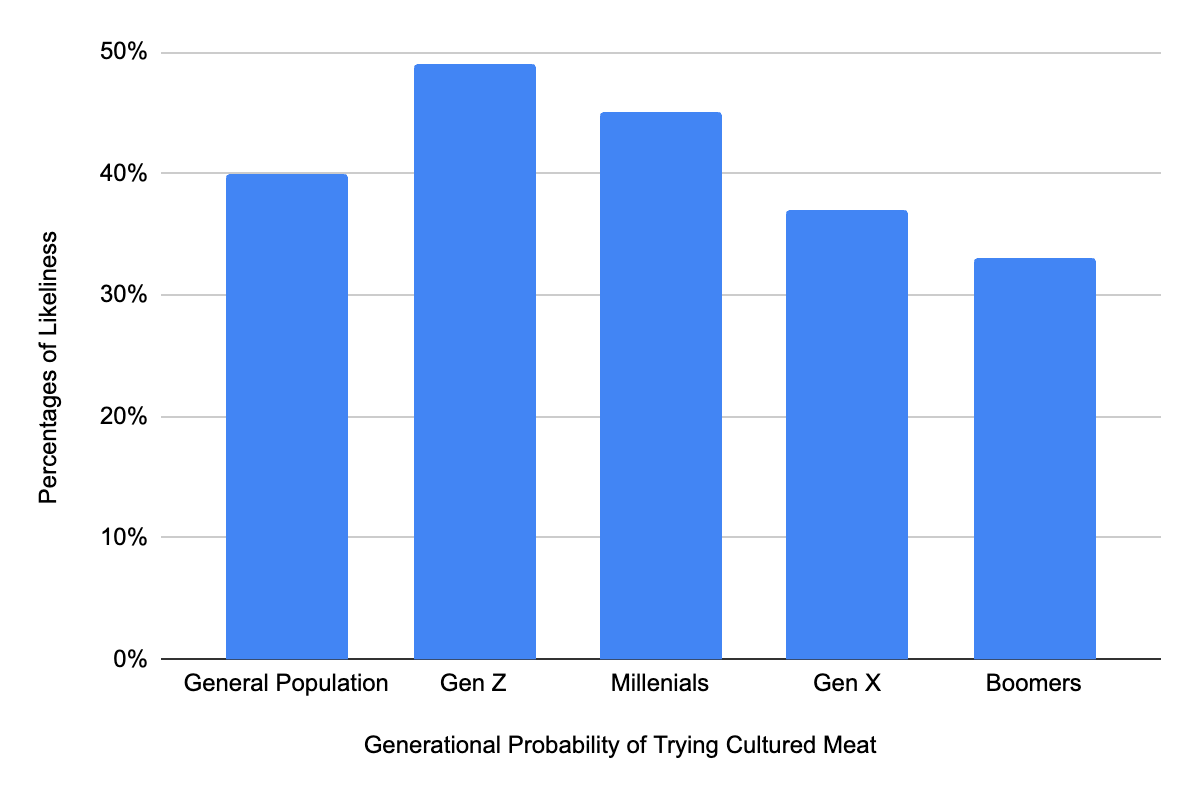 50%
40%
30%
20%
10%
0%
Percentages of Likeliness
General Population
Gen Z
Millenials
Gen X
Boomers
Generational Probability of Trying Cultured Meat